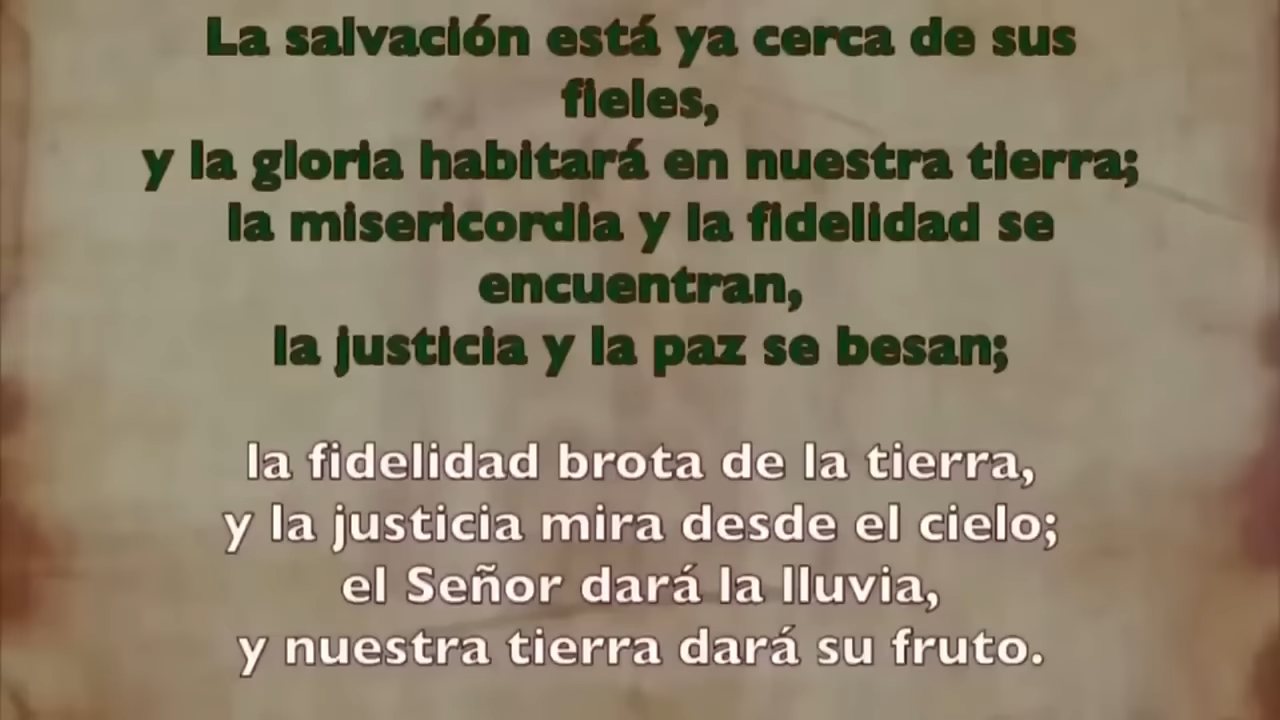 La salvación está ya cerca de sus
fieles,
y la gloria habitará en nuestra tierra;
la misericordia y la fidelidad se
encuentran,
la justicia y la paz se besan;
la fidelidad brota de la tierra,
y la justicia mira desde el cielo;
el Señor dará la lluvia,
y nuestra tierra dará su fruto.